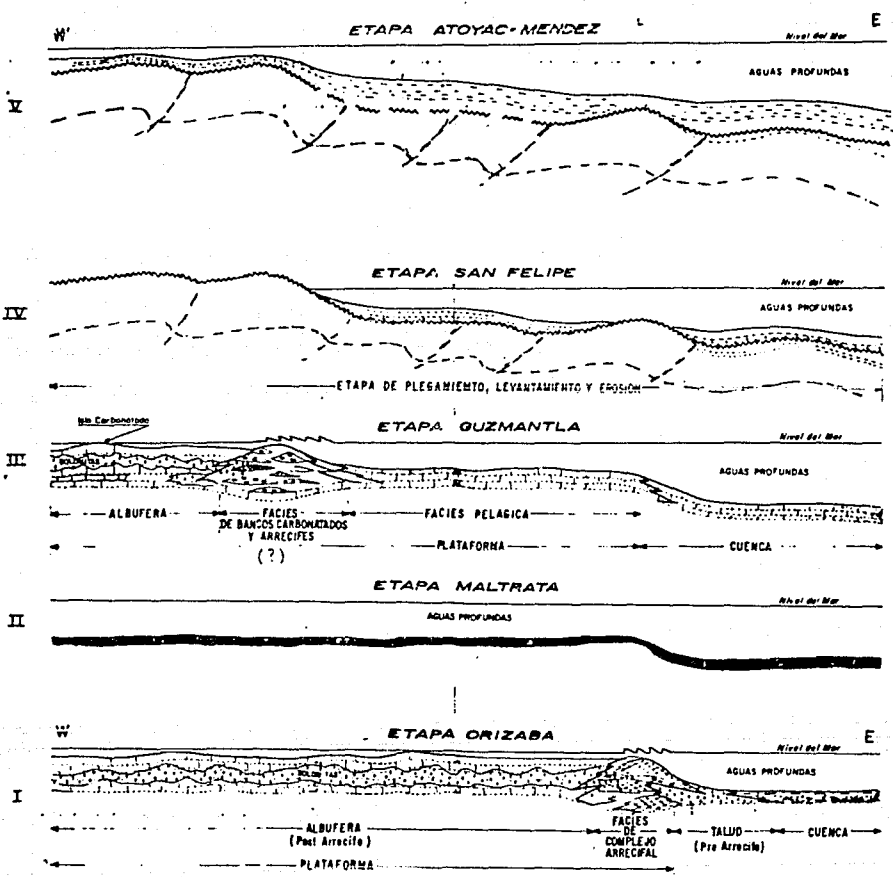 W'
ETAPA ATOYAC-MENDEZ
E
Nivel del Mar
AGUAS PROFUNDAS
V
ETAPA SAN FELIPE
Nivel del Mar
AGUAS PROFUNDAS
IV
ETAPA DE PLEGAMIENTO, LEVANTAMIENTO Y EROSION
Isla Carbonatada
ETAPA GUZMANTLA
Nivel del Mar
III
DOLOMITAS
AGUAS PROFUNDAS
ALBUFERA
FACIES
DE BANCOS CARBONATADOS
Y ARRECIFES
(?)
FACIES PELAGICA
PLATAFORMA
CUENCA
ETAPA MALTRATA
Nivel del Mar
II
AGUAS PROFUNDAS
W
ETAPA ORIZABA
E
Nivel del Mar
DOLOMITAS
AGUAS PROFUNDAS
I
ALBUFERA
(Post Arrecife)
FACIES
DE
COMPLEJO
ARRECIFAL
TALUD
(Pre Arrecife)
CUENCA
PLATAFORMA